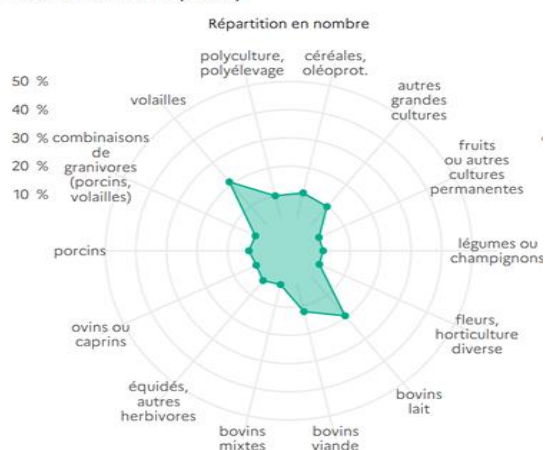 Répartition en nombre
polyculture,
polyélevage
céréales,
oléoprot.
autres
grandes
cultures
fruits
ou autres
cultures
permanentes
légumes ou
champignons
fleurs,
horticulture
diverse
bovins
lait
bovins
viande
bovins
mixtes
équidés,
autres
herbivores
ovins ou
caprins
porcins
combinaisons
de
granivores
(porcins,
volailles)
volailles
50 %
40 %
30 %
20 %
10 %